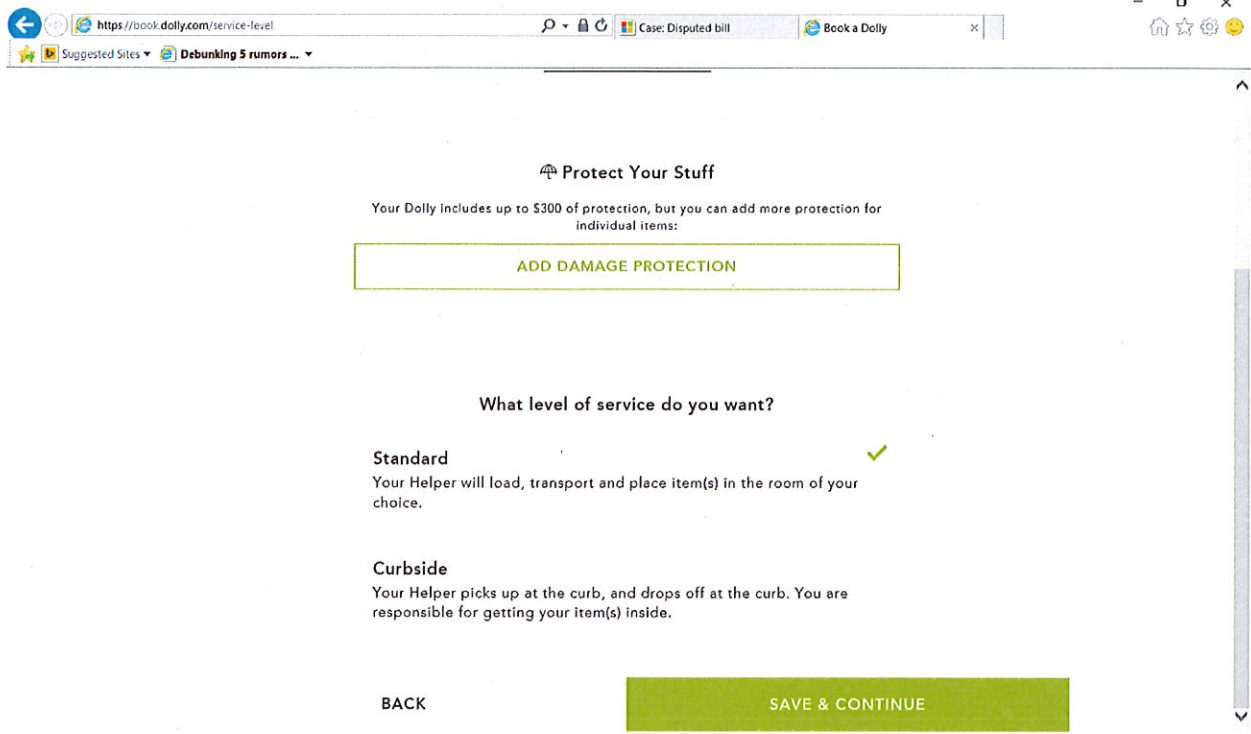 https://book.dolly.com/service-level
Case: Disputed bill
Book a Dolly
Suggested Sites
Debunking 5 rumors ...
Protect Your Stuff
Your Dolly includes up to $300 of protection, but you can add more protection for
individual items:
ADD DAMAGE PROTECTION
What level of service do you want?
Standard
Your Helper will load, transport and place item(s) in the room of your
choice.
Curbside
Your Helper picks up at the curb, and drops off at the curb. You are
responsible for getting your item(s) inside.
BACK
SAVE & CONTINUE